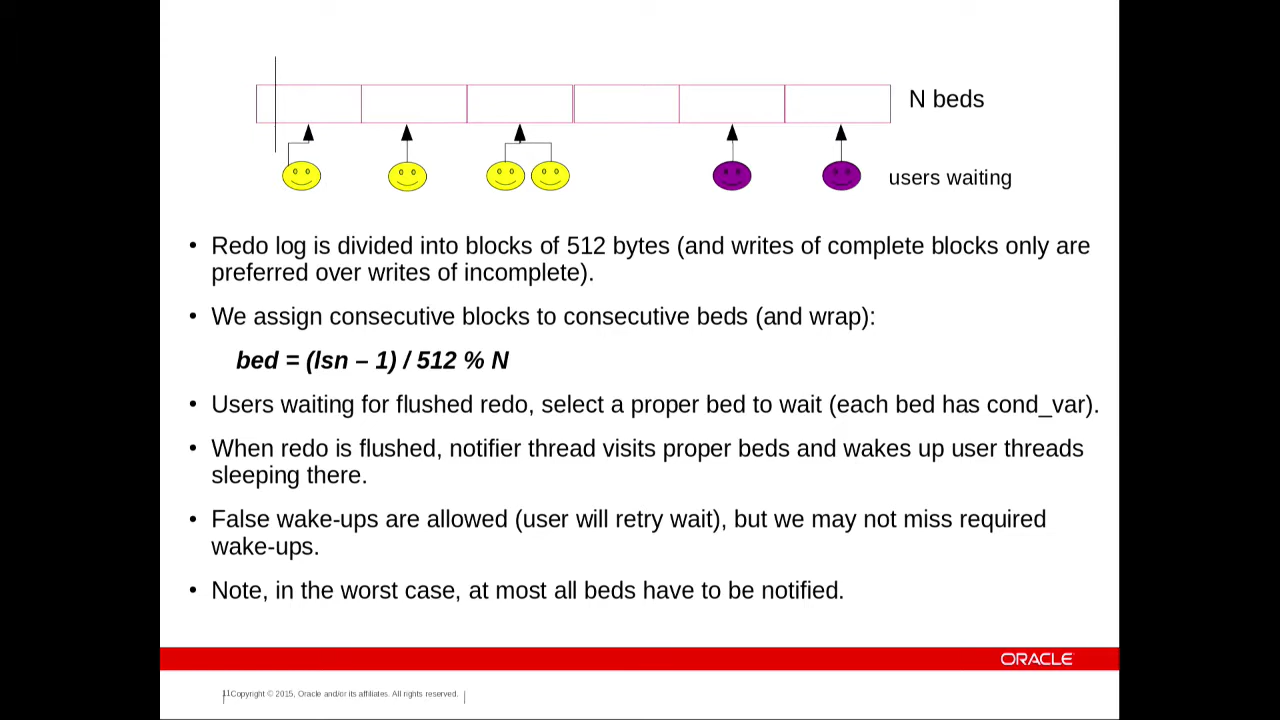 N beds
users waiting
• Redo log is divided into blocks of 512 bytes (and writes of complete blocks only are
preferred over writes of incomplete).
• We assign consecutive blocks to consecutive beds (and wrap):
bed = (lsn – 1) / 512 % N
• Users waiting for flushed redo, select a proper bed to wait (each bed has cond_var).
• When redo is flushed, notifier thread visits proper beds and wakes up user threads
sleeping there.
• False wake-ups are allowed (user will retry wait), but we may not miss required
wake-ups.
• Note, in the worst case, at most all beds have to be notified.
ORACLE
11 Copyright © 2015, Oracle and/or its affiliates. All rights reserved.